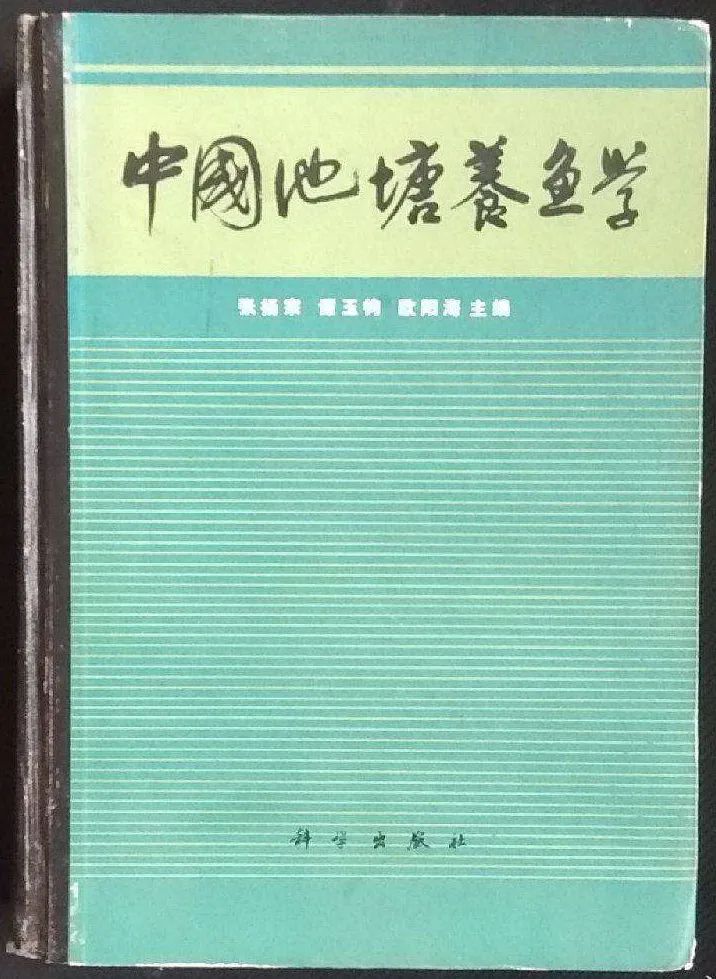 中國池塘養鱼学
张扬宗 谭玉钧 欧阳海 主编
科学出版社